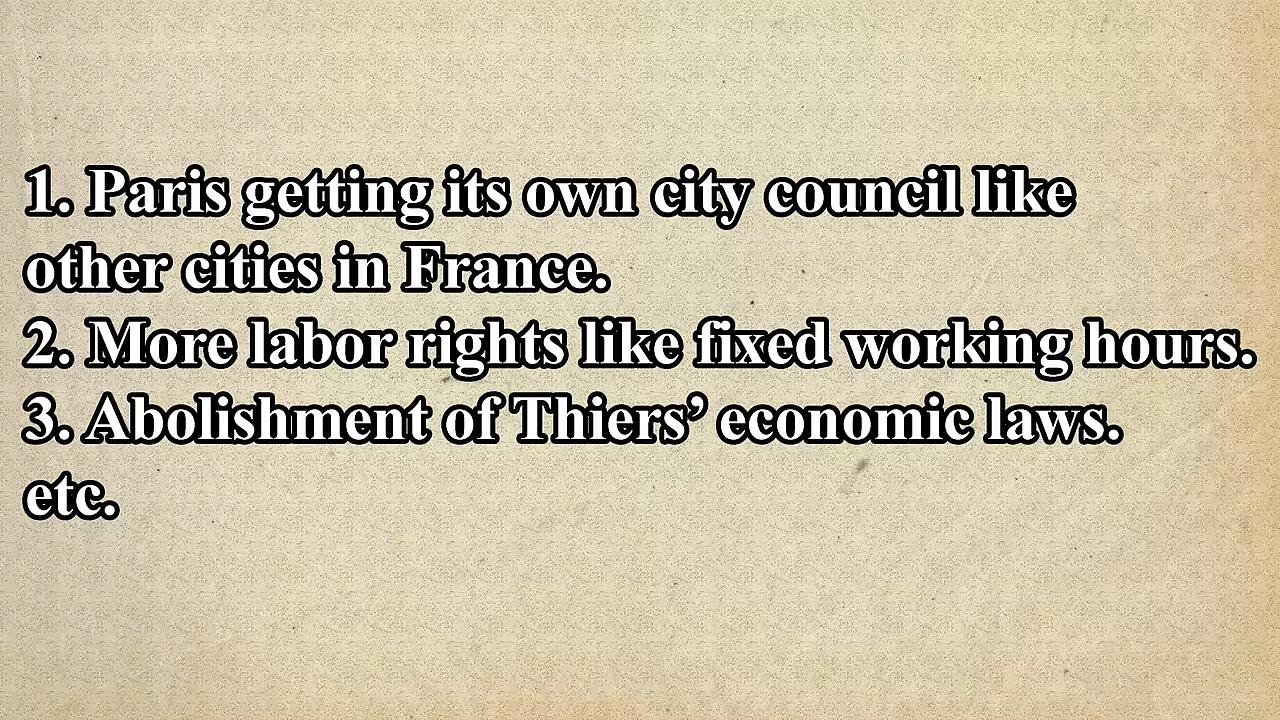 1. Paris getting its own city council like
other cities in France.
2. More labor rights like fixed working hours.
3. Abolishment of Thiers’ economic laws.
etc.